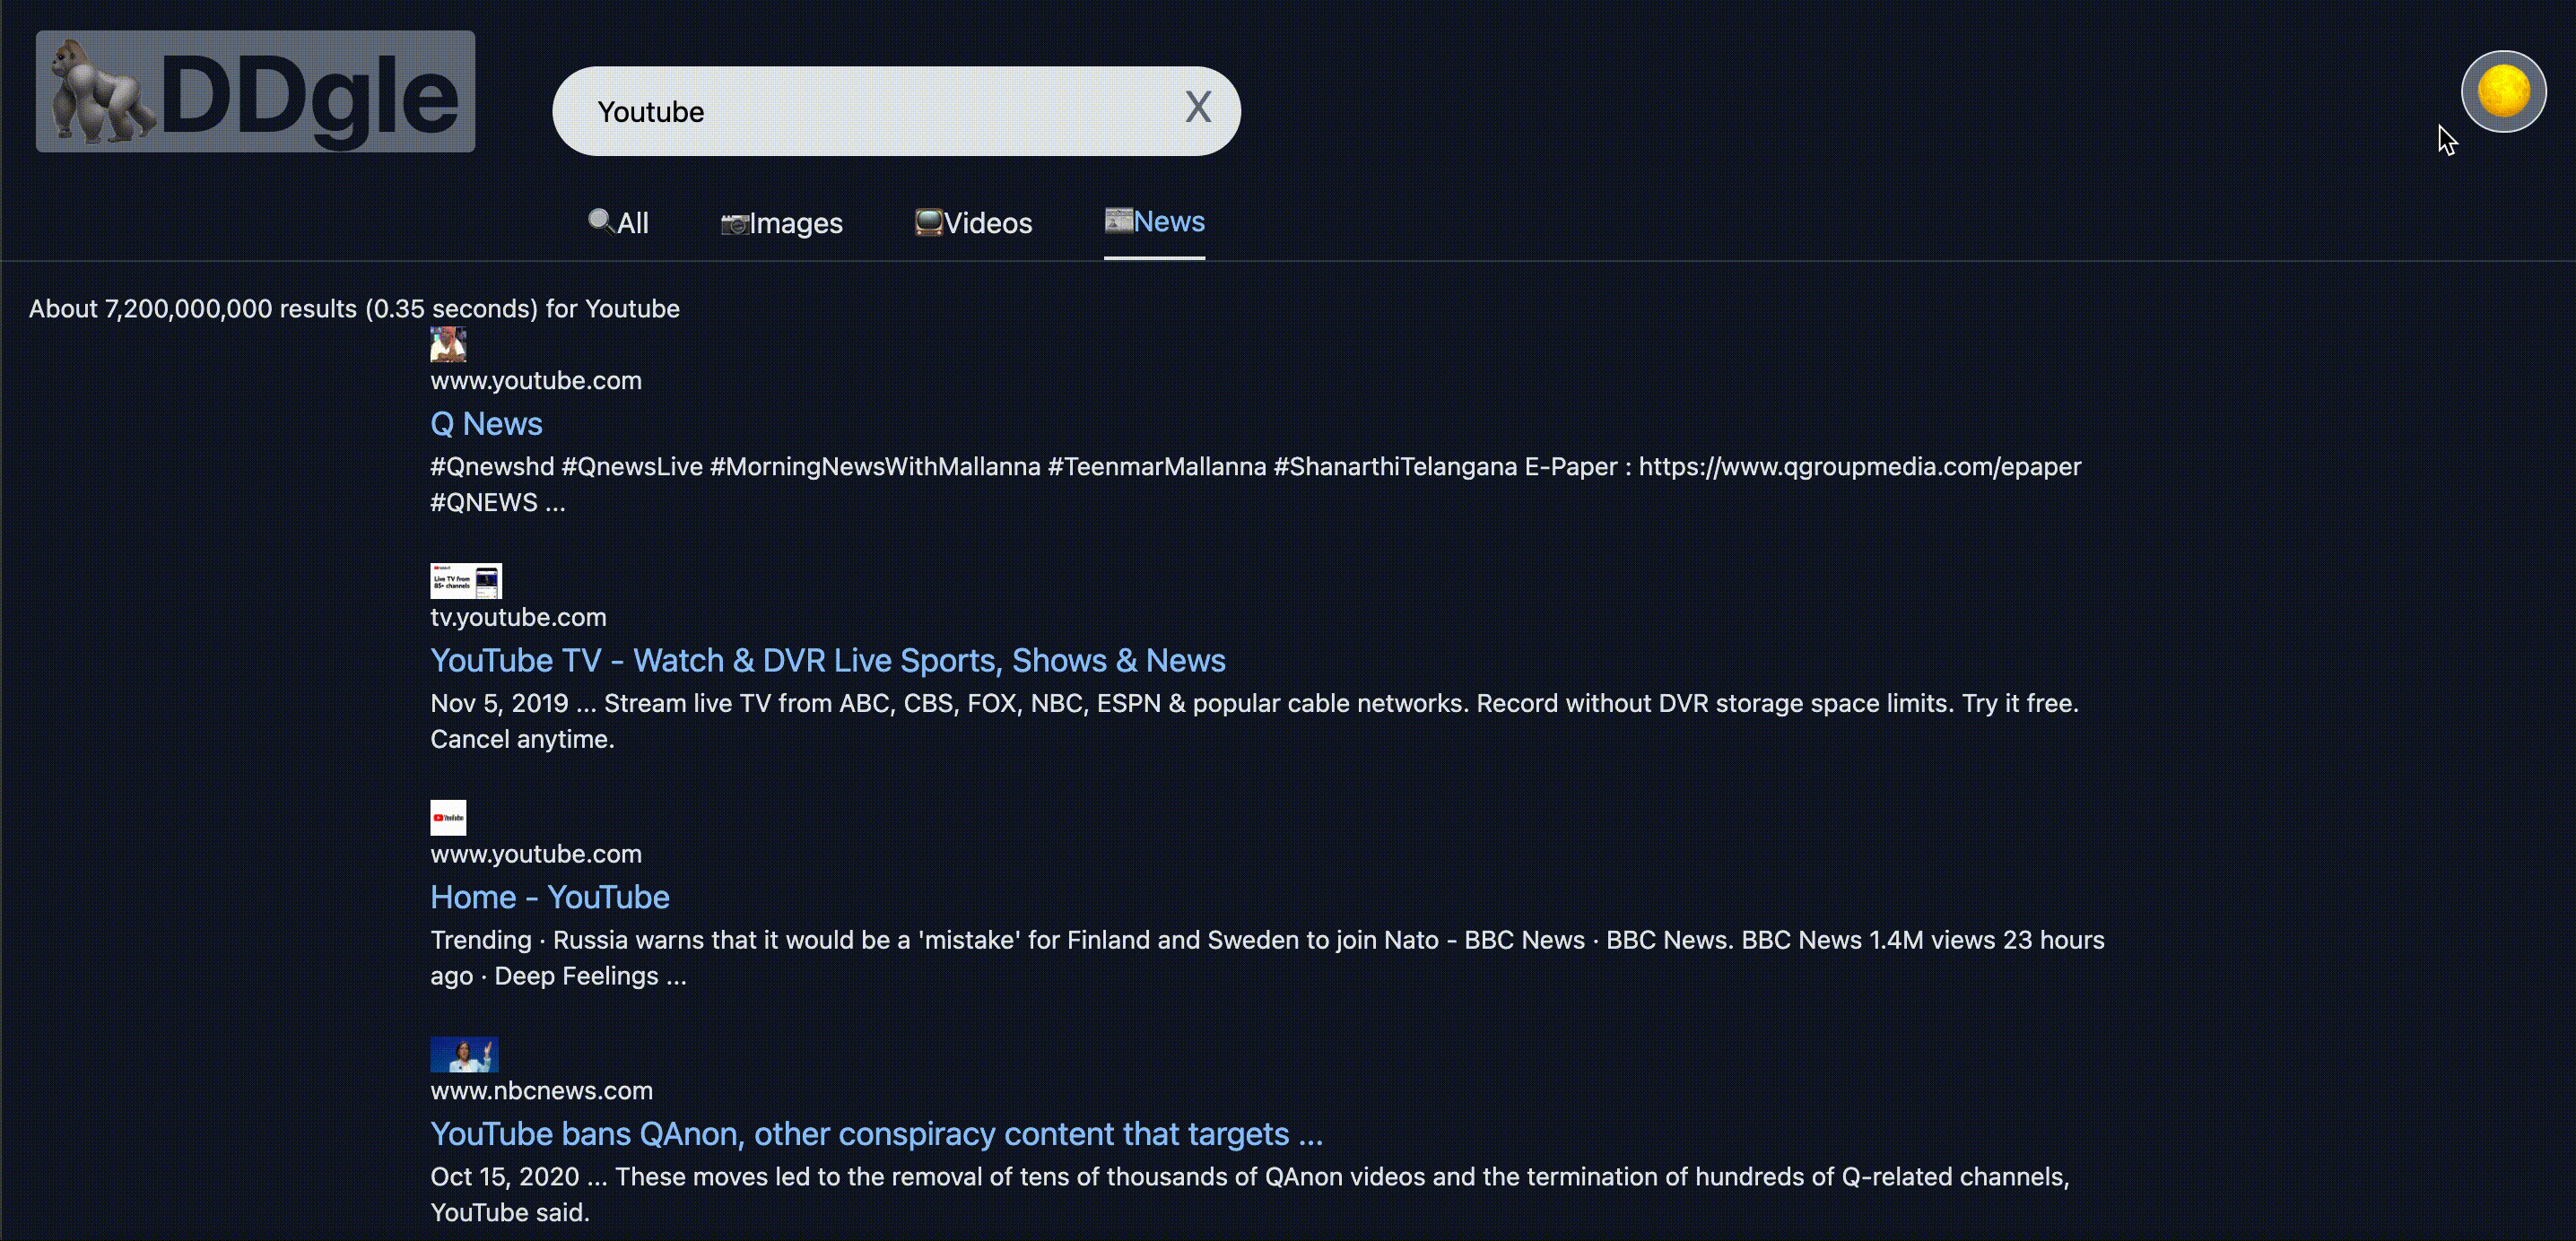 DDgle
Youtube
X
All
Images
Videos
News
About 7,200,000,000 results (0.35 seconds) for Youtube
www.youtube.com
Q News
#Qnewshd #QnewsLive #MorningNewsWithMallanna #TeenmarMallanna #ShanarthiTelangana E-Paper : https://www.qgroupmedia.com/epaper
#QNEWS ...
Live TV from
85+ channels
tv.youtube.com
YouTube TV - Watch & DVR Live Sports, Shows & News
Nov 5, 2019 ... Stream live TV from ABC, CBS, FOX, NBC, ESPN & popular cable networks. Record without DVR storage space limits. Try it free.
Cancel anytime.
YouTube
www.youtube.com
Home - YouTube
Trending · Russia warns that it would be a 'mistake' for Finland and Sweden to join Nato - BBC News · BBC News. BBC News 1.4M views 23 hours
ago · Deep Feelings ...
www.nbcnews.com
YouTube bans QAnon, other conspiracy content that targets ...
Oct 15, 2020 ... These moves led to the removal of tens of thousands of QAnon videos and the termination of hundreds of Q-related channels,
YouTube said.